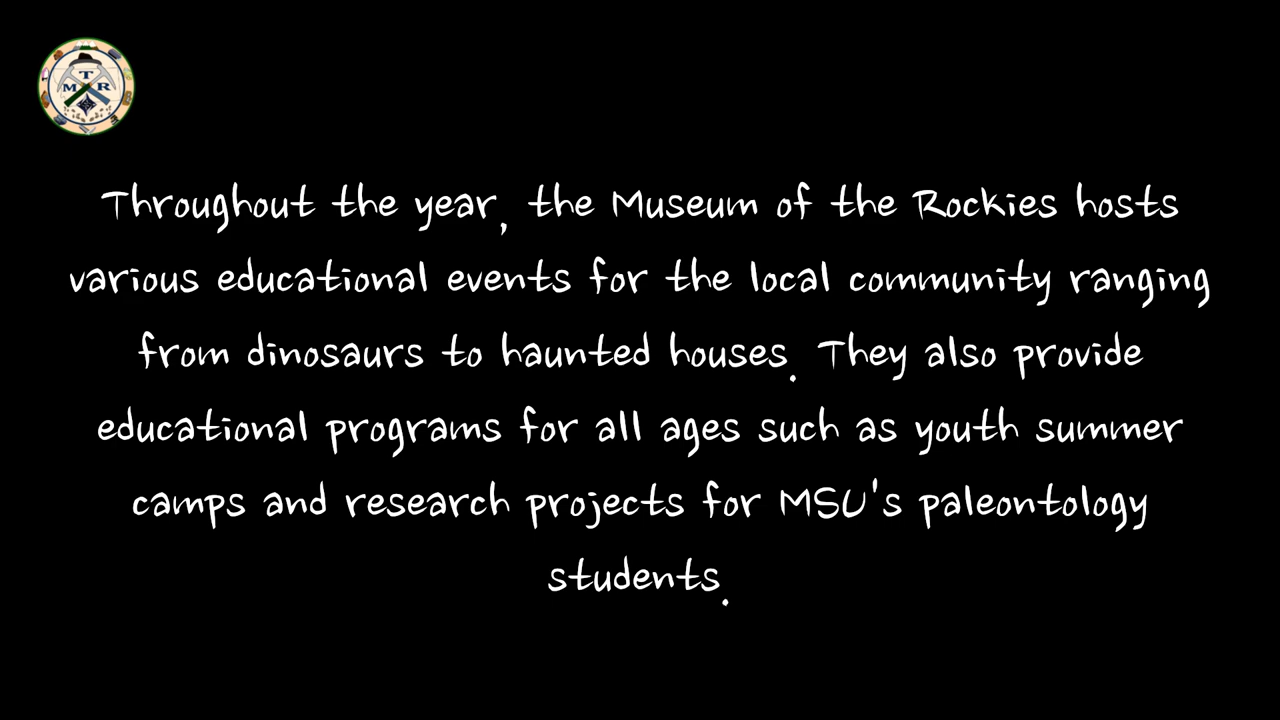 T
M R
Throughout the year, the Museum of the Rockies hosts
various educational events for the local community ranging
from dinosaurs to haunted houses. They also provide
educational programs for all ages such as youth summer
camps and research projects for MSU's paleontology
students.